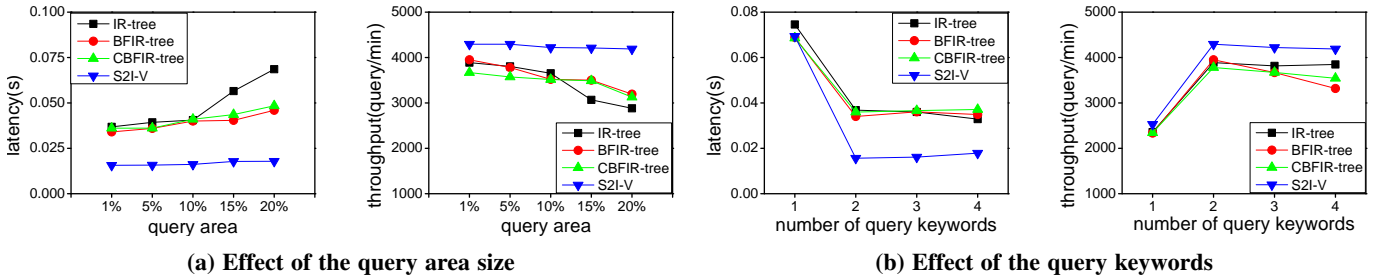 0.100
0.075
0.050
0.025
0.000
latency(s)
IR-tree
BFIR-tree
CBFIR-tree
S2I-V
1% 5% 10% 15% 20%
query area
5000
4000
3000
2000
1000
throughput(query/min)
IR-tree
BFIR-tree
CBFIR-tree
S2I-V
1% 5% 10% 15% 20%
query area
(a) Effect of the query area size
0.08
0.06
0.04
0.02
0.00
latency(s)
IR-tree
BFIR-tree
CBFIR-tree
S2I-V
1 2 3 4
number of query keywords
5000
4000
3000
2000
1000
throughput(query/min)
IR-tree
BFIR-tree
CBFIR-tree
S2I-V
1 2 3 4
number of query keywords
(b) Effect of the query keywords